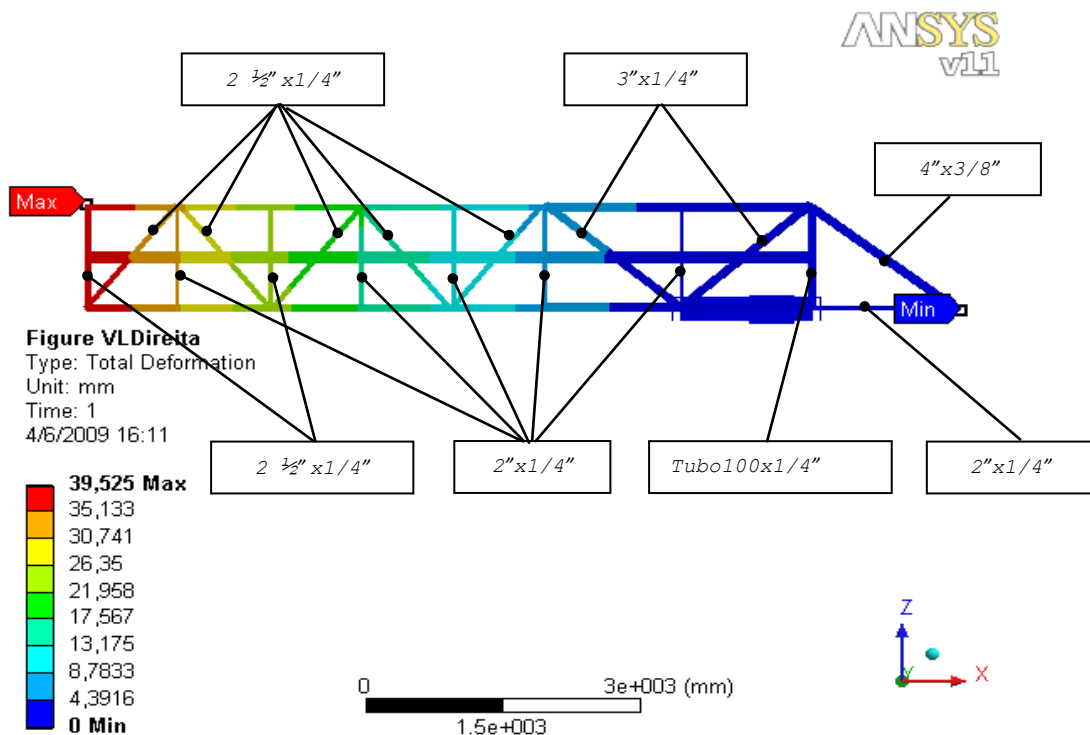 ANSYS
v11
2 ½"x1/4"
3"x1/4"
4"x3/8"
Max
Min
Figure VLDireita
Type: Total Deformation
Unit: mm
Time: 1
4/6/2009 16:11
2 ½"x1/4"
2"x1/4"
Tubo100x1/4"
2"x1/4"
39,525 Max
35,133
30,741
26,35
21,958
17,567
13,175
8,7833
4,3916
0 Min
0
3e+003 (mm)
1.5e+003
Z
Y
X